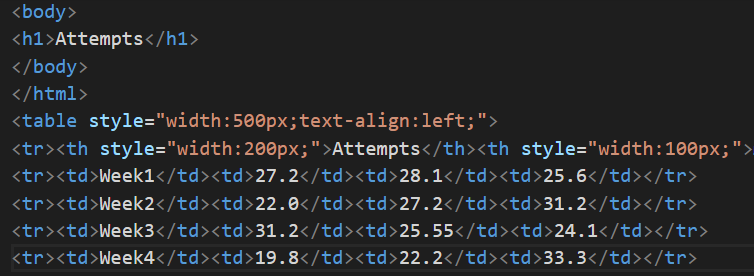 <body>
<h1>Attempts</h1>
</body>
</html>
<table style="width:500px;text-align:left;">
<tr><th style="width:200px;">Attempts</th><th style="width:100px;">
<tr><td>Week1</td><td>27.2</td><td>28.1</td><td>25.6</td></tr>
<tr><td>Week2</td><td>22.0</td><td>27.2</td><td>31.2</td></tr>
<tr><td>Week3</td><td>31.2</td><td>25.55</td><td>24.1</td></tr>
<tr><td>Week4</td><td>19.8</td><td>22.2</td><td>33.3</td></tr>